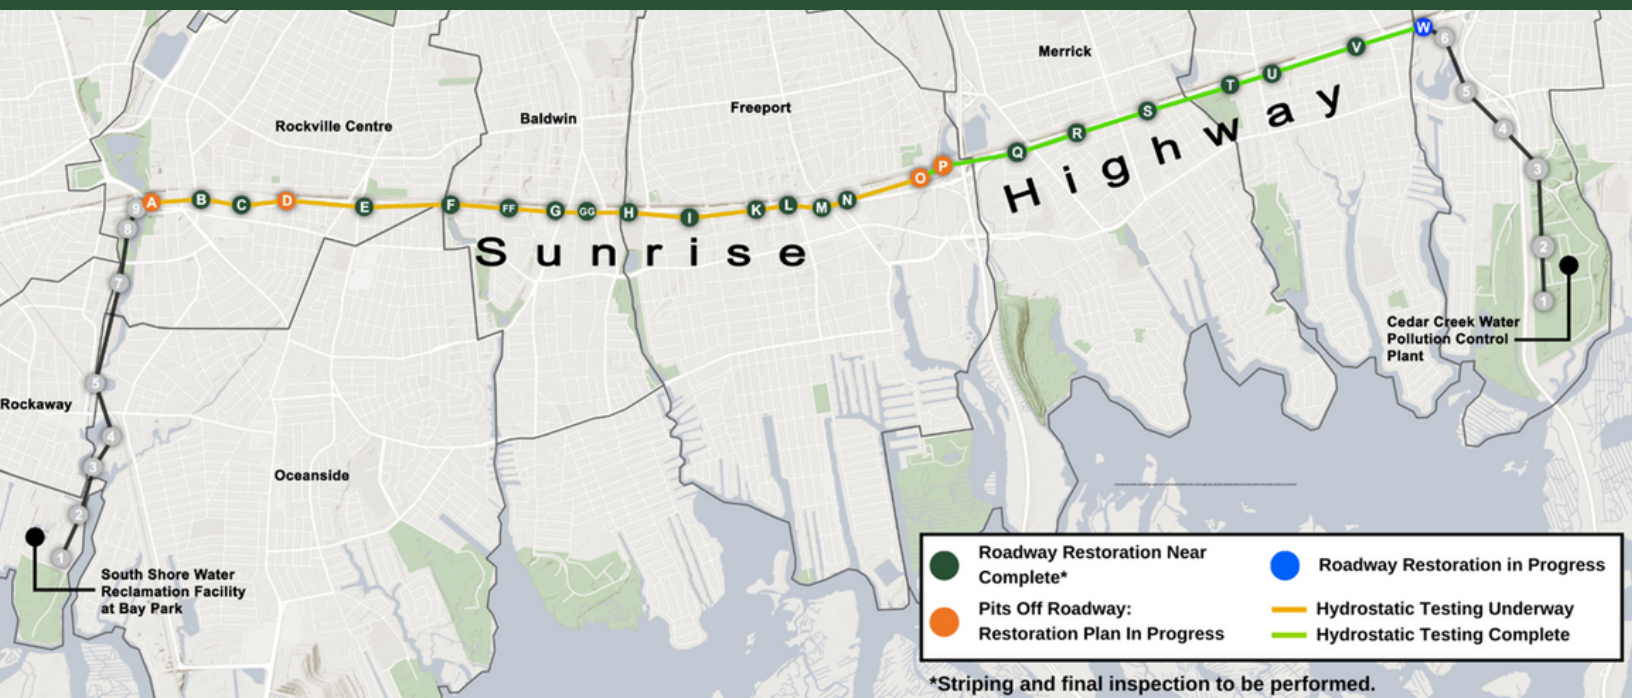 Merrick
Freeport
Baldwin
Rockville Centre
Rockaway
Oceanside
Sunrise
Highway
A
B
C
D
E
F
FF
G
GG
H
I
K
L
M
N
O
P
Q
R
S
T
U
V
W
9
8
7
5
4
3
2
1
6
5
4
3
2
1
South Shore Water
Reclamation Facility
at Bay Park
Cedar Creek Water
Pollution Control
Plant
Roadway Restoration Near
Complete*
Pits Off Roadway:
Restoration Plan In Progress
Roadway Restoration in Progress
Hydrostatic Testing Underway
Hydrostatic Testing Complete
*Striping and final inspection to be performed.